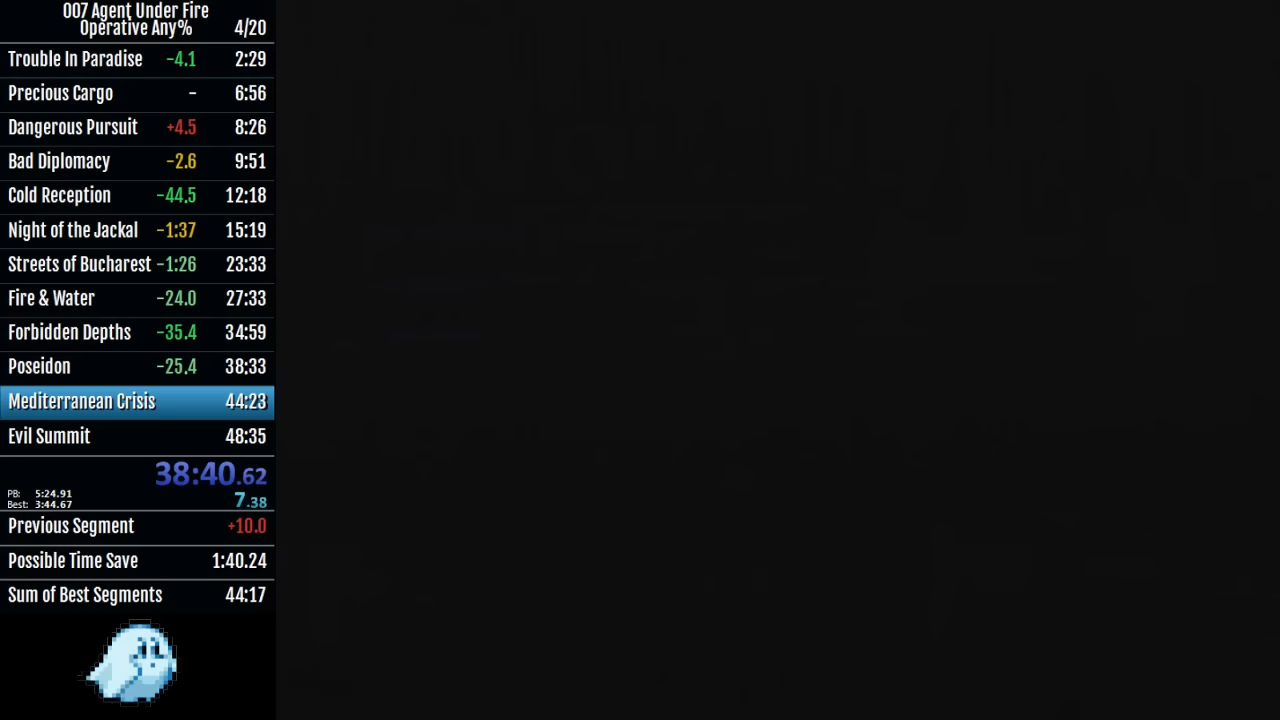 007 Agent Under Fire
Operative Any% 4/20
Trouble In Paradise -4.1 2:29
Precious Cargo - 6:56
Dangerous Pursuit +4.5 8:26
Bad Diplomacy -2.6 9:51
Cold Reception -44.5 12:18
Night of the Jackal -1:37 15:19
Streets of Bucharest -1:26 23:33
Fire & Water -24.0 27:33
Forbidden Depths -35.4 34:59
Poseidon -25.4 38:33
Mediterranean Crisis 44:23
Evil Summit 48:35
38:40.62
PB: 5:24.91
Best: 3:44.67 7.38
Previous Segment +10.0
Possible Time Save 1:40.24
Sum of Best Segments 44:17